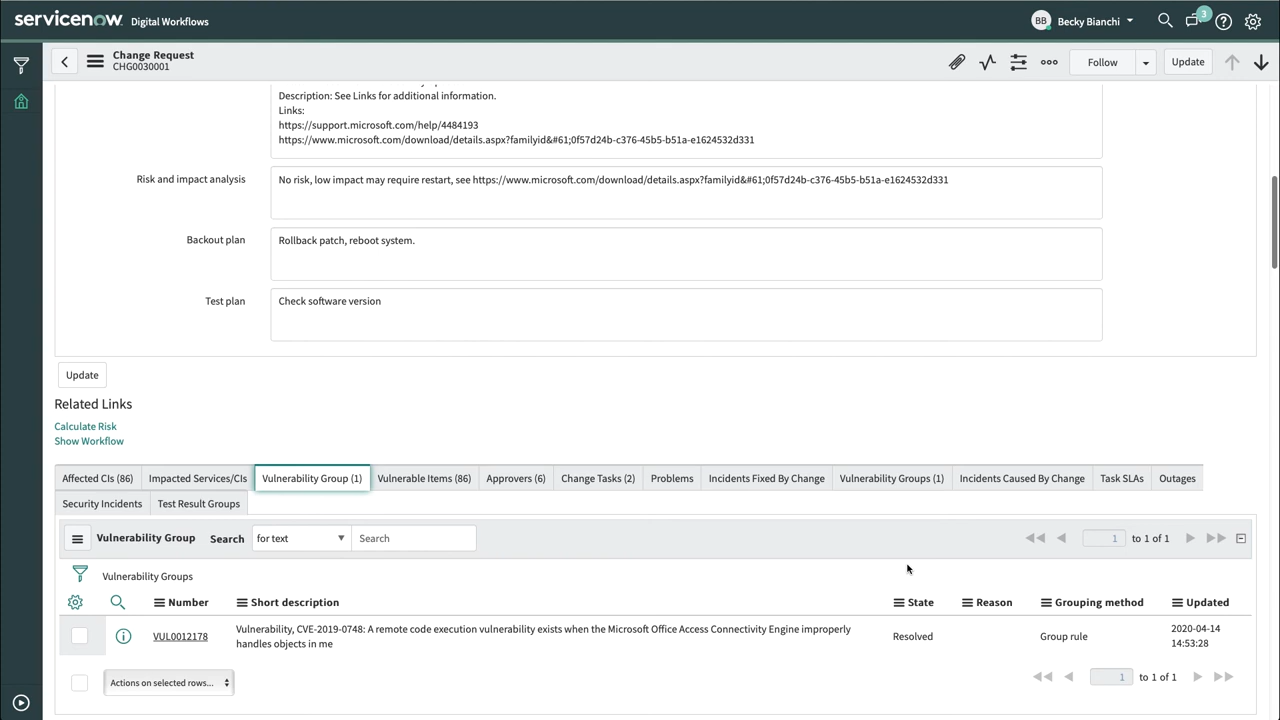 servicenow. Digital Workflows
BB Becky Bianchi 3
Change Request
CHG0030001
Follow Update
Description: See Links for additional information.
Links:
https://support.microsoft.com/help/4484193
https://www.microsoft.com/download/details.aspx?familyid&#61;0f57d24b-c376-45b5-b51a-e1624532d331
Risk and impact analysis No risk, low impact may require restart, see https://www.microsoft.com/download/details.aspx?familyid&#61;0f57d24b-c376-45b5-b51a-e1624532d331
Backout plan Rollback patch, reboot system.
Test plan Check software version
Update
Related Links
Calculate Risk
Show Workflow
Affected CIs (86) Impacted Services/CIs Vulnerability Group (1) Vulnerable Items (86) Approvers (6) Change Tasks (2) Problems Incidents Fixed By Change Vulnerability Groups (1) Incidents Caused By Change Task SLAs Outages
Security Incidents Test Result Groups
Vulnerability Group Search for text Search 1 to 1 of 1
Vulnerability Groups
Number Short description State Reason Grouping method Updated
VUL0012178 Vulnerability, CVE-2019-0748: A remote code execution vulnerability exists when the Microsoft Office Access Connectivity Engine improperly handles objects in me Resolved Group rule 2020-04-14 14:53:28
Actions on selected rows... 1 to 1 of 1